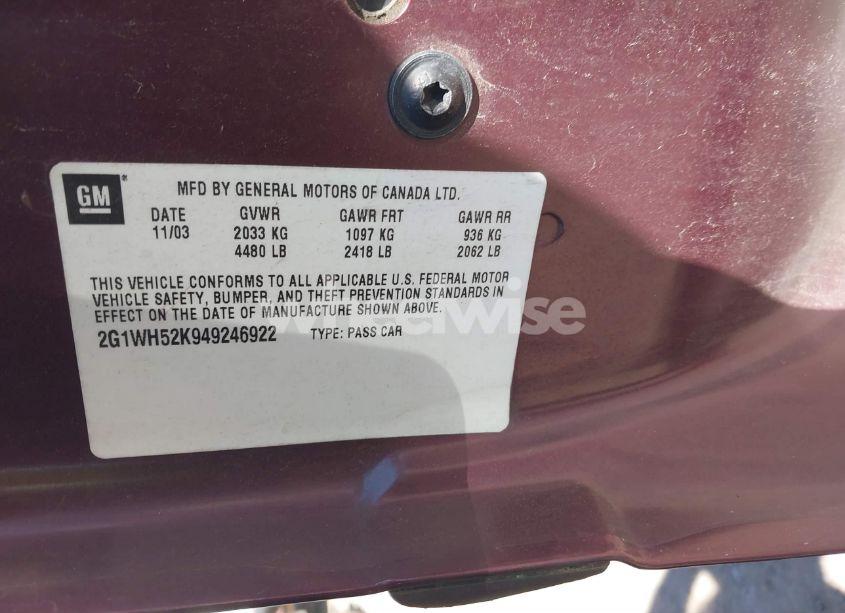 GM
MFD BY GENERAL MOTORS OF CANADA LTD.
DATE GVWR GAWR FRT GAWR RR
11/03 2033 KG 1097 KG 936 KG
4480 LB 2418 LB 2062 LB
THIS VEHICLE CONFORMS TO ALL APPLICABLE U.S. FEDERAL MOTOR
VEHICLE SAFETY, BUMPER, AND THEFT PREVENTION STANDARDS IN
EFFECT ON THE DATE OF MANUFACTURE SHOWN ABOVE.
2G1WH52K949246922 TYPE: PASS CAR